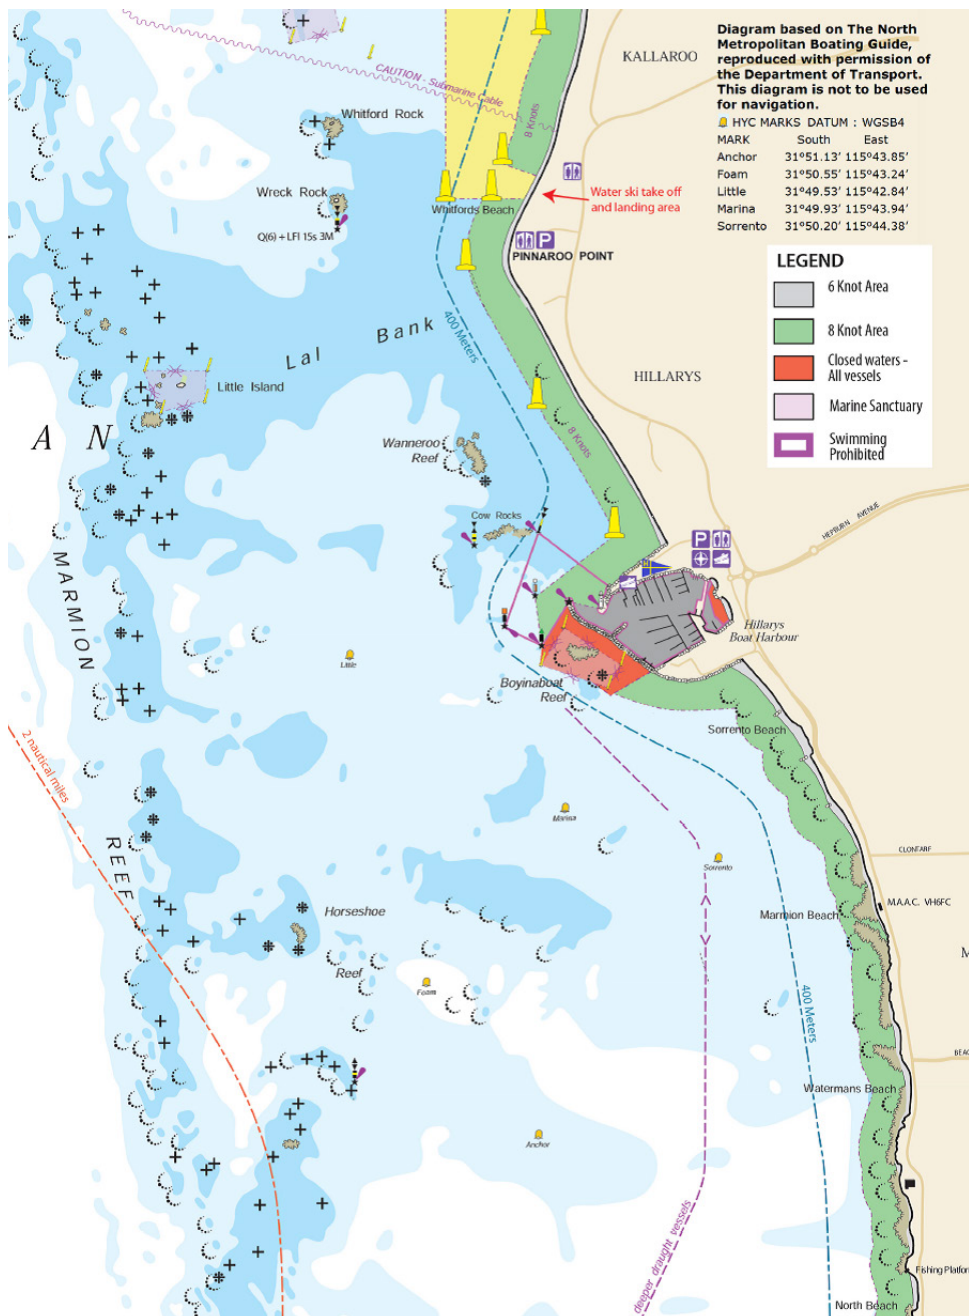 Diagram based on The North
Metropolitan Boating Guide,
reproduced with permission of
the Department of Transport.
This diagram is not to be used
for navigation.
HYC MARKS DATUM : WGSB4
MARK South East
Anchor 31°51.13' 115°43.85'
Foam 31°50.55' 115°43.24'
Little 31°49.53' 115°42.84'
Marina 31°49.93' 115°43.94'
Sorrento 31°50.20' 115°44.38'
LEGEND
6 Knot Area
8 Knot Area
Closed waters -
All vessels
Marine Sanctuary
Swimming
Prohibited
KALLAROO
CAUTION - Submarine Cable
8 Knots
Whitford Rock
Wreck Rock
Q(6) + LFl 15s 3M
Whitfords Beach
Water ski take off
and landing area
P
PINNAROO POINT
400 Meters
Lal Bank
Little Island
HILLARYS
A N
Wanneroo
Reef
8 Knots
Cow Rocks
HEPBURN AVENUE
P
MARMION
Hillarys
Boat Harbour
Little
Boyinaboat
Reef
Sorrento Beach
2 nautical miles
Marina
REEF
Sorrento
CLONTARF
Horseshoe
Reef
Marmion Beach
M.A.A.C. VH6FC
M
Foam
400 Meters
BEAC
Watermans Beach
Anchor
deeper draught vessels
Fishing Platfor
North Beach